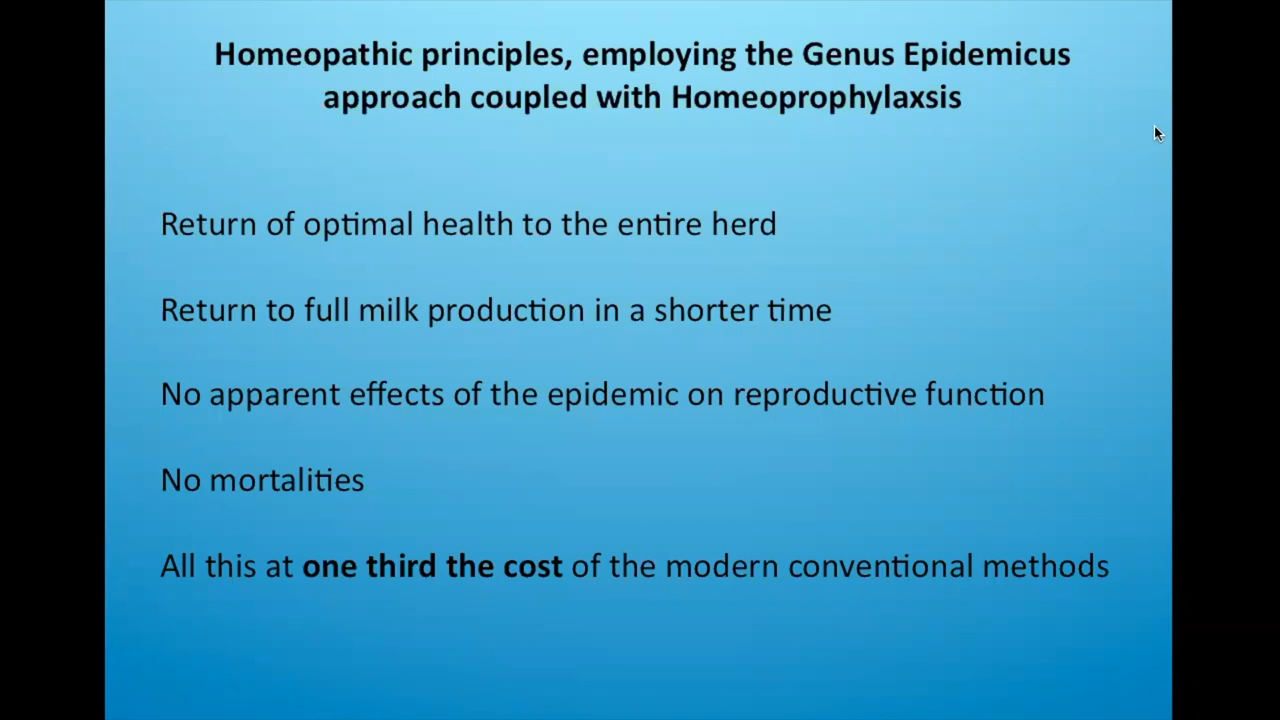 Homeopathic principles, employing the Genus Epidemicus
approach coupled with Homeoprophylaxsis
Return of optimal health to the entire herd
Return to full milk production in a shorter time
No apparent effects of the epidemic on reproductive function
No mortalities
All this at one third the cost of the modern conventional methods